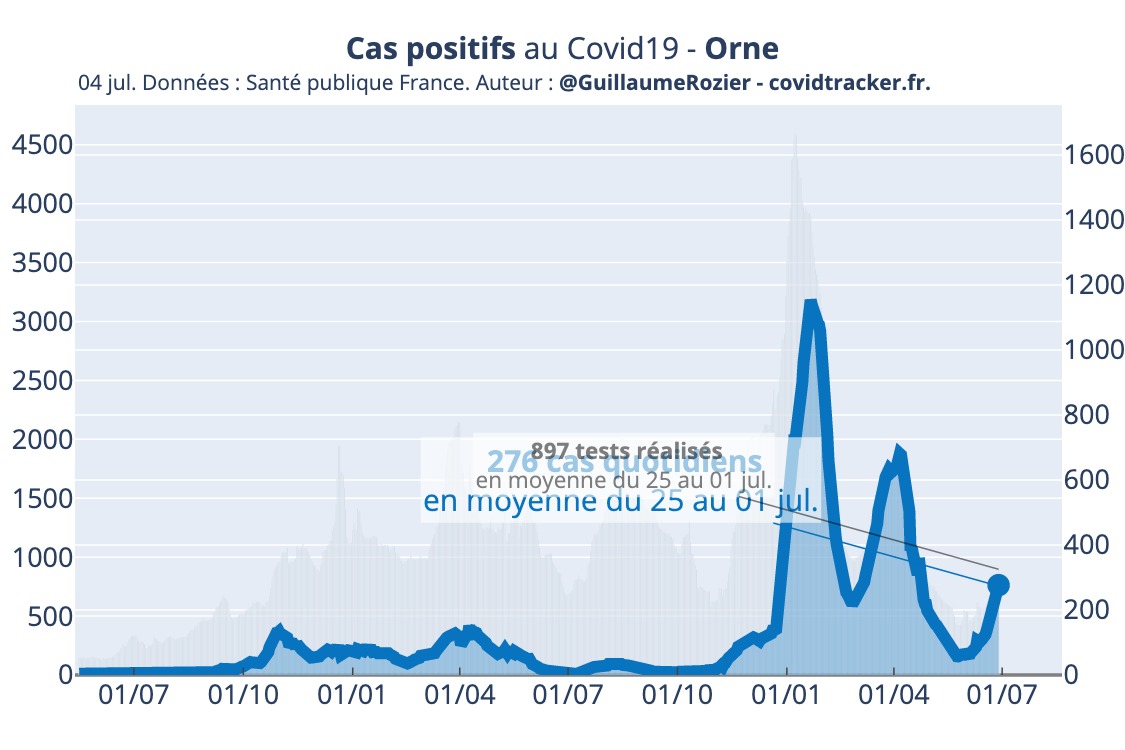 Cas positifs au Covid19 - Orne
04 jul. Données : Santé publique France. Auteur : @GuillaumeRozier - covidtracker.fr.
4500
4000
3500
3000
2500
2000
1500
1000
500
0
1600
1400
1200
1000
800
600
400
200
0
897 tests réalisés
en moyenne du 25 au 01 jul.
276 cas quotidiens
en moyenne du 25 au 01 jul.
01/07 01/10 01/01 01/04 01/07 01/10 01/01 01/04 01/07